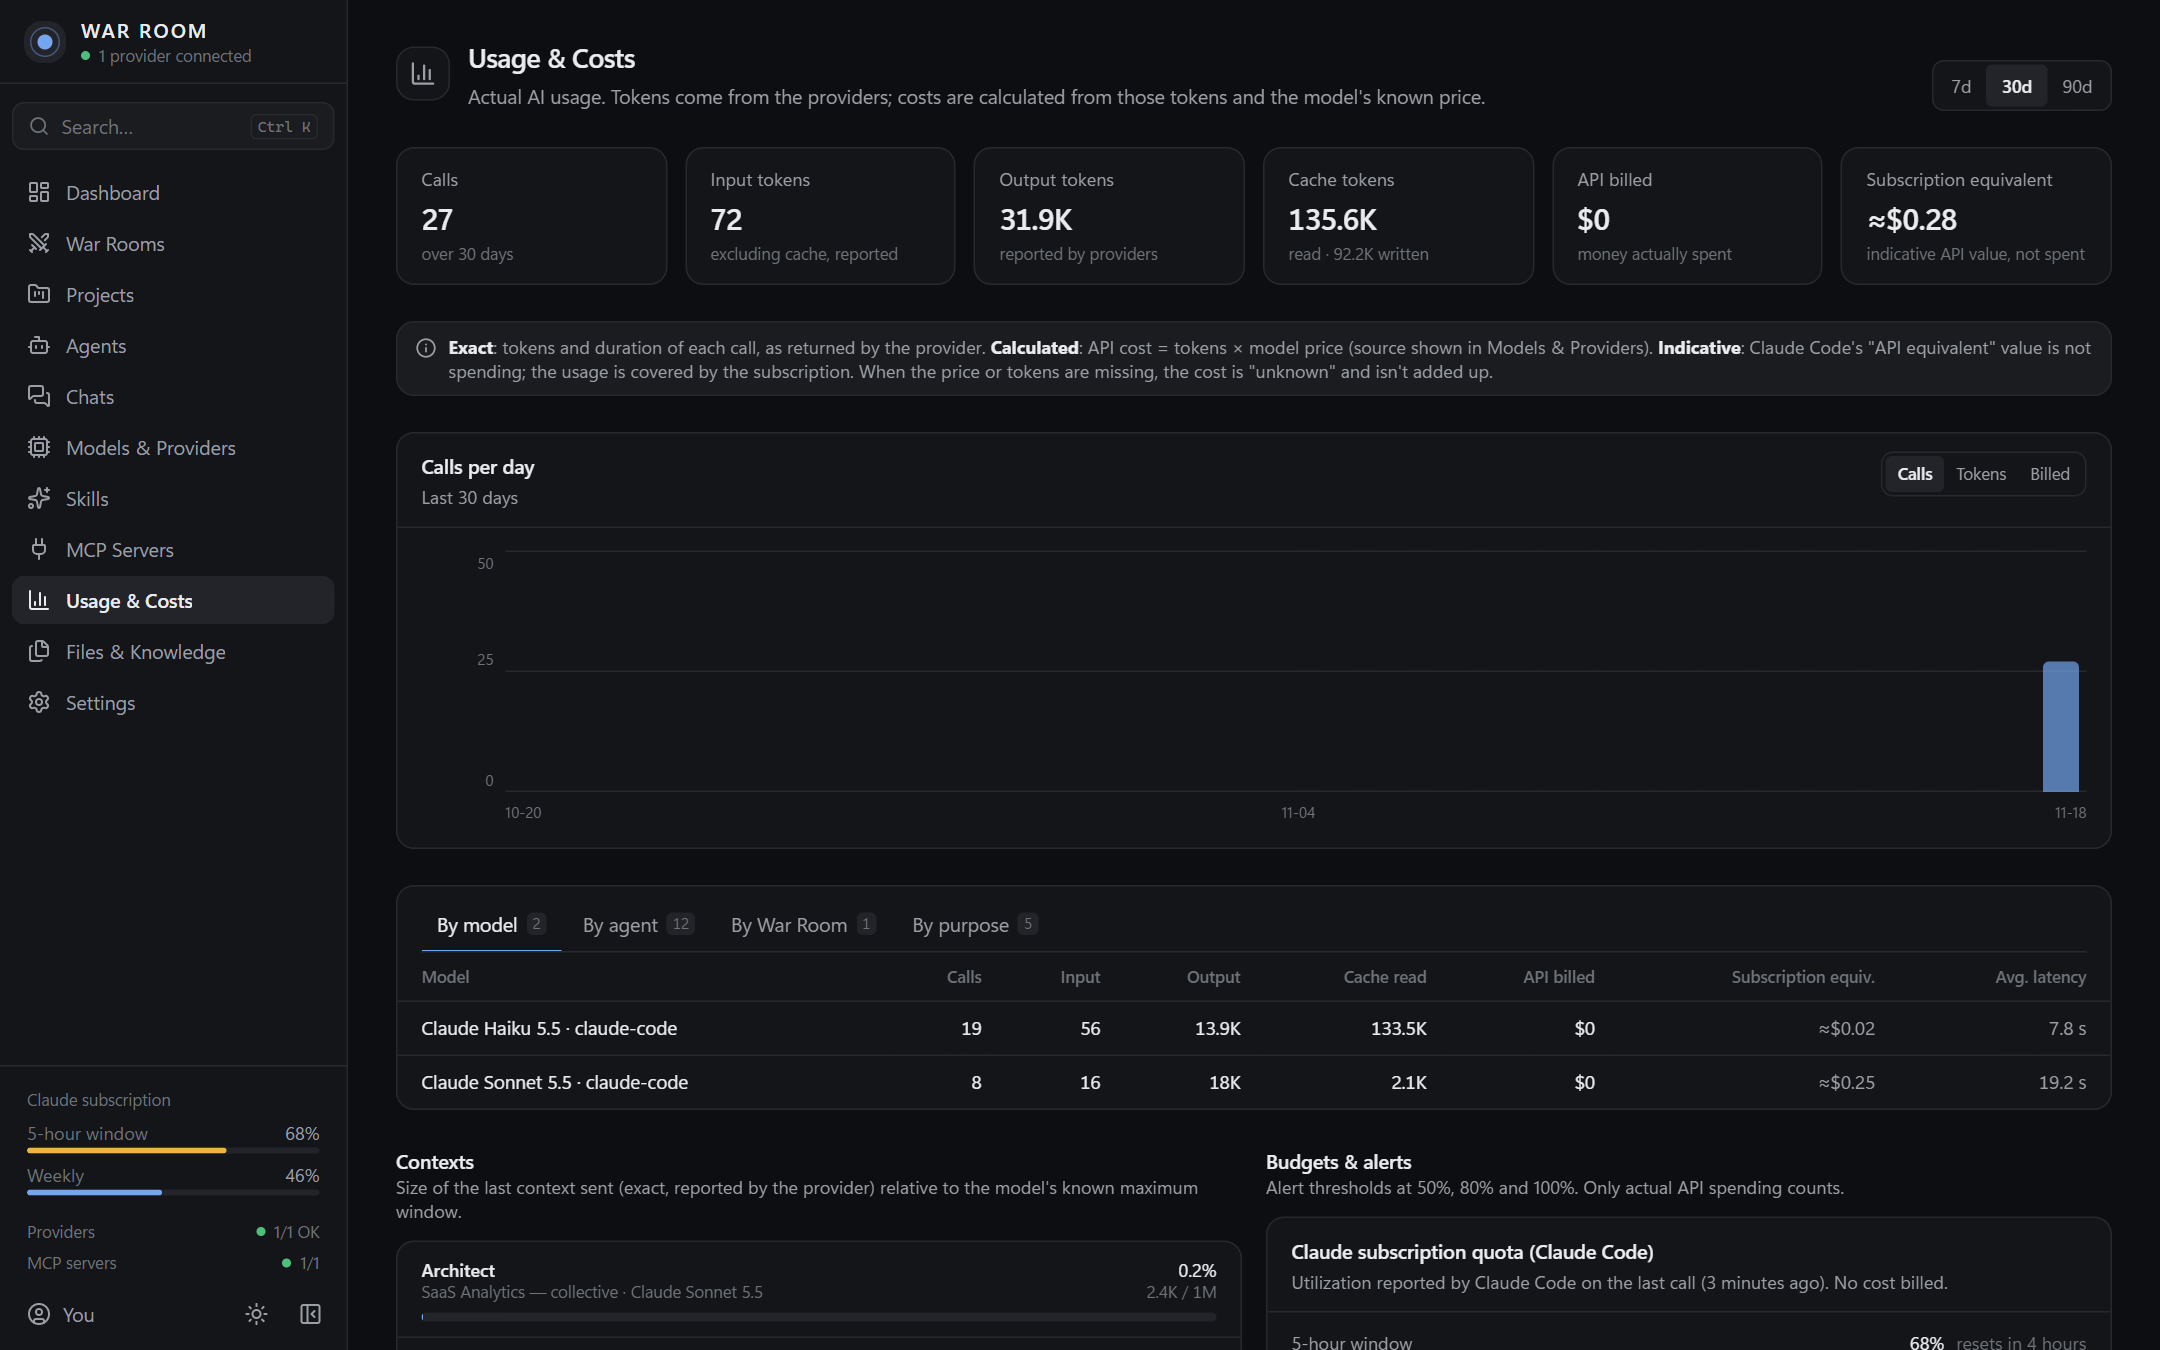 WAR ROOM
1 provider connected
Search...
Ctrl K
Dashboard
War Rooms
Projects
Agents
Chats
Models & Providers
Skills
MCP Servers
Usage & Costs
Files & Knowledge
Settings
Claude subscription
5-hour window 68%
Weekly 46%
Providers 1/1 OK
MCP servers 1/1
You
Usage & Costs
Actual AI usage. Tokens come from the providers; costs are calculated from those tokens and the model's known price.
7d 30d 90d
Calls
27
over 30 days
Input tokens
72
excluding cache, reported
Output tokens
31.9K
reported by providers
Cache tokens
135.6K
read · 92.2K written
API billed
$0
money actually spent
Subscription equivalent
≈$0.28
indicative API value, not spent
Exact: tokens and duration of each call, as returned by the provider. Calculated: API cost = tokens × model price (source shown in Models & Providers). Indicative: Claude Code's "API equivalent" value is not
spending; the usage is covered by the subscription. When the price or tokens are missing, the cost is "unknown" and isn't added up.
Calls per day
Last 30 days
Calls Tokens Billed
50
25
0
10-20 11-04 11-18
By model 2 By agent 12 By War Room 1 By purpose 5
Model Calls Input Output Cache read API billed Subscription equiv. Avg. latency
Claude Haiku 5.5 · claude-code 19 56 13.9K 133.5K $0 ≈$0.02 7.8 s
Claude Sonnet 5.5 · claude-code 8 16 18K 2.1K $0 ≈$0.25 19.2 s
Contexts
Size of the last context sent (exact, reported by the provider) relative to the model's known maximum
window.
Architect 0.2%
SaaS Analytics — collective · Claude Sonnet 5.5 2.4K / 1M
Budgets & alerts
Alert thresholds at 50%, 80% and 100%. Only actual API spending counts.
Claude subscription quota (Claude Code)
Utilization reported by Claude Code on the last call (3 minutes ago). No cost billed.
5-hour window 68% resets in 4 hours